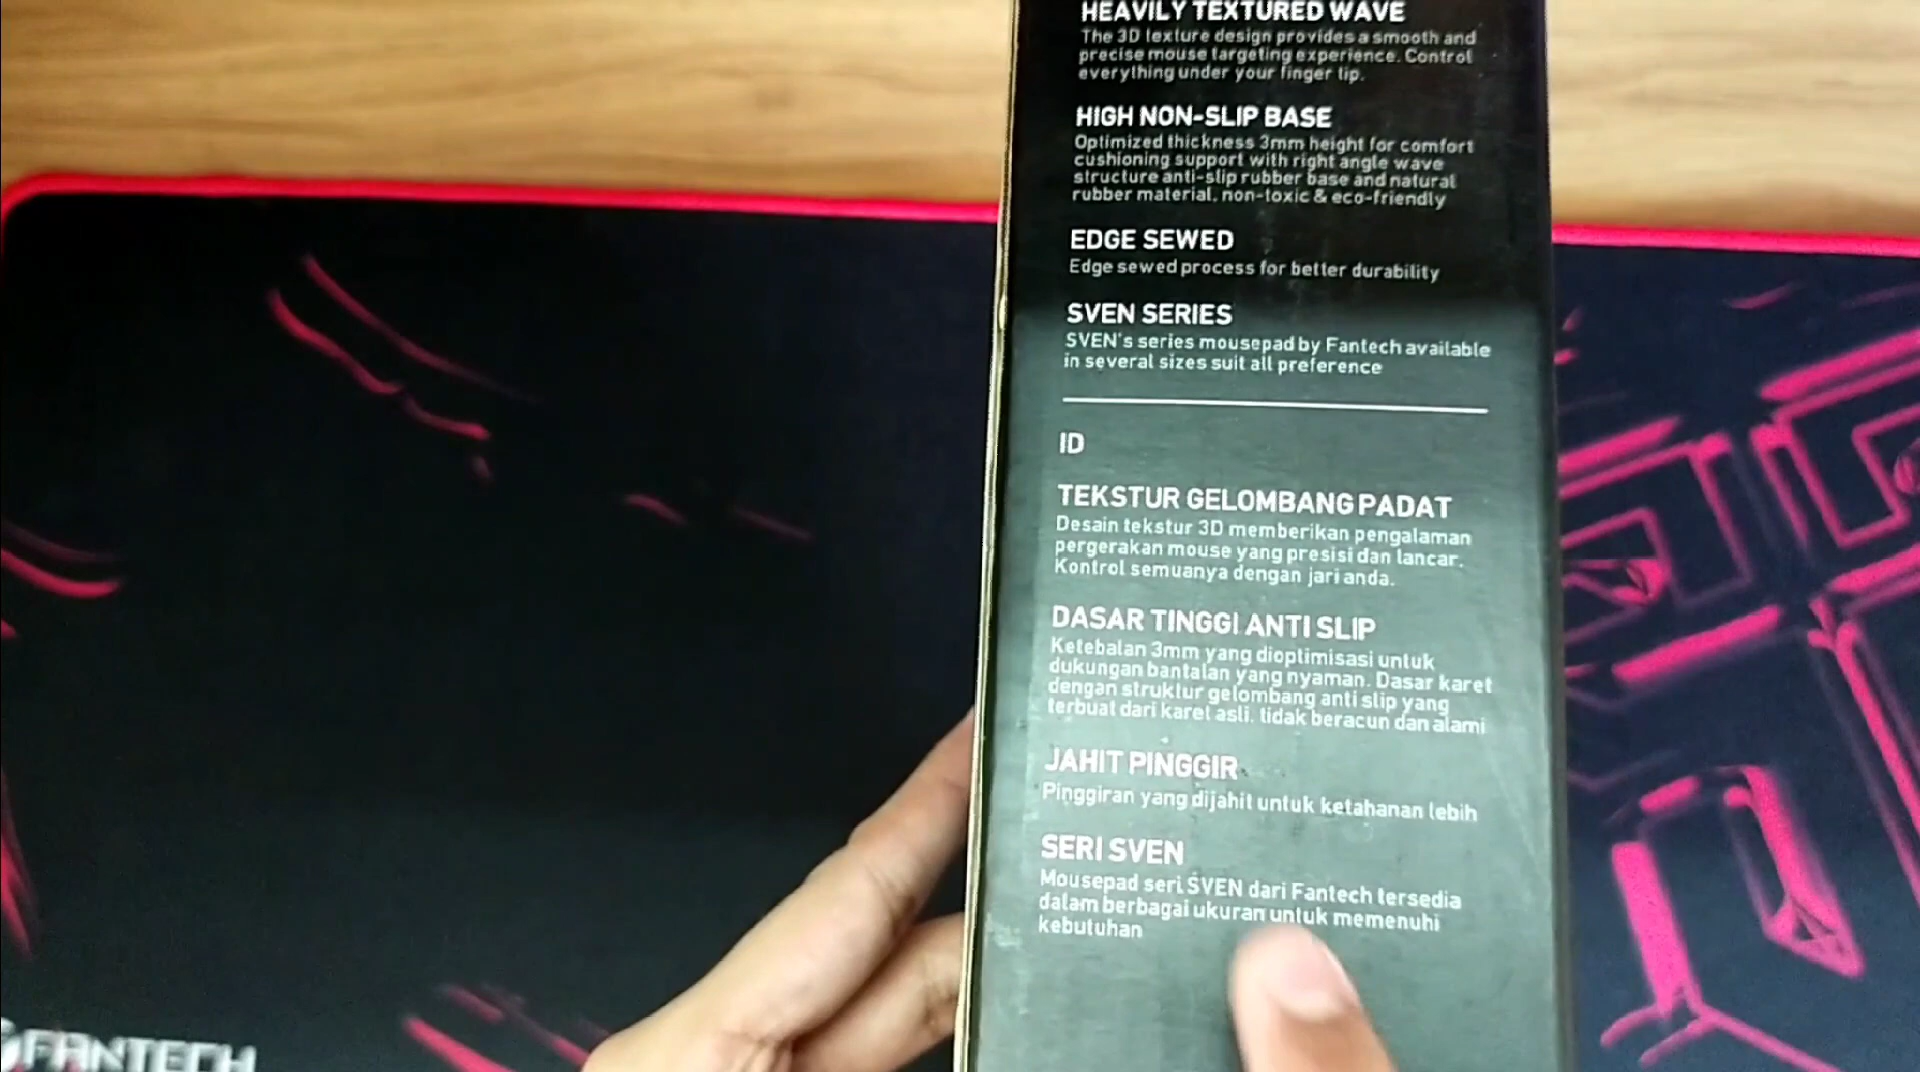 HEAVILY TEXTURED WAVE
The 3D texture design provides a smooth and
precise mouse targeting experience. Control
everything under your finger tip.
HIGH NON-SLIP BASE
Optimized thickness 3mm height for comfort
cushioning support with right angle wave
structure anti-slip rubber base and natural
rubber material. non-toxic & eco-friendly
EDGE SEWED
Edge sewed process for better durability
SVEN SERIES
SVEN's series mousepad by Fantech available
in several sizes suit all preference
ID
TEKSTUR GELOMBANG PADAT
Desain tekstur 3D memberikan pengalaman
pergerakan mouse yang presisi dan lancar.
Kontrol semuanya dengan jari anda.
DASAR TINGGI ANTI SLIP
Ketebalan 3mm yang dioptimisasi untuk
dukungan bantalan yang nyaman. Dasar karet
dengan struktur gelombang anti slip yang
terbuat dari karet asli. tidak beracun dan alami
JAHIT PINGGIR
Pinggiran yang dijahit untuk ketahanan lebih
SERI SVEN
Mousepad seri SVEN dari Fantech tersedia
dalam berbagai ukuran untuk memenuhi
kebutuhan
FANTECH